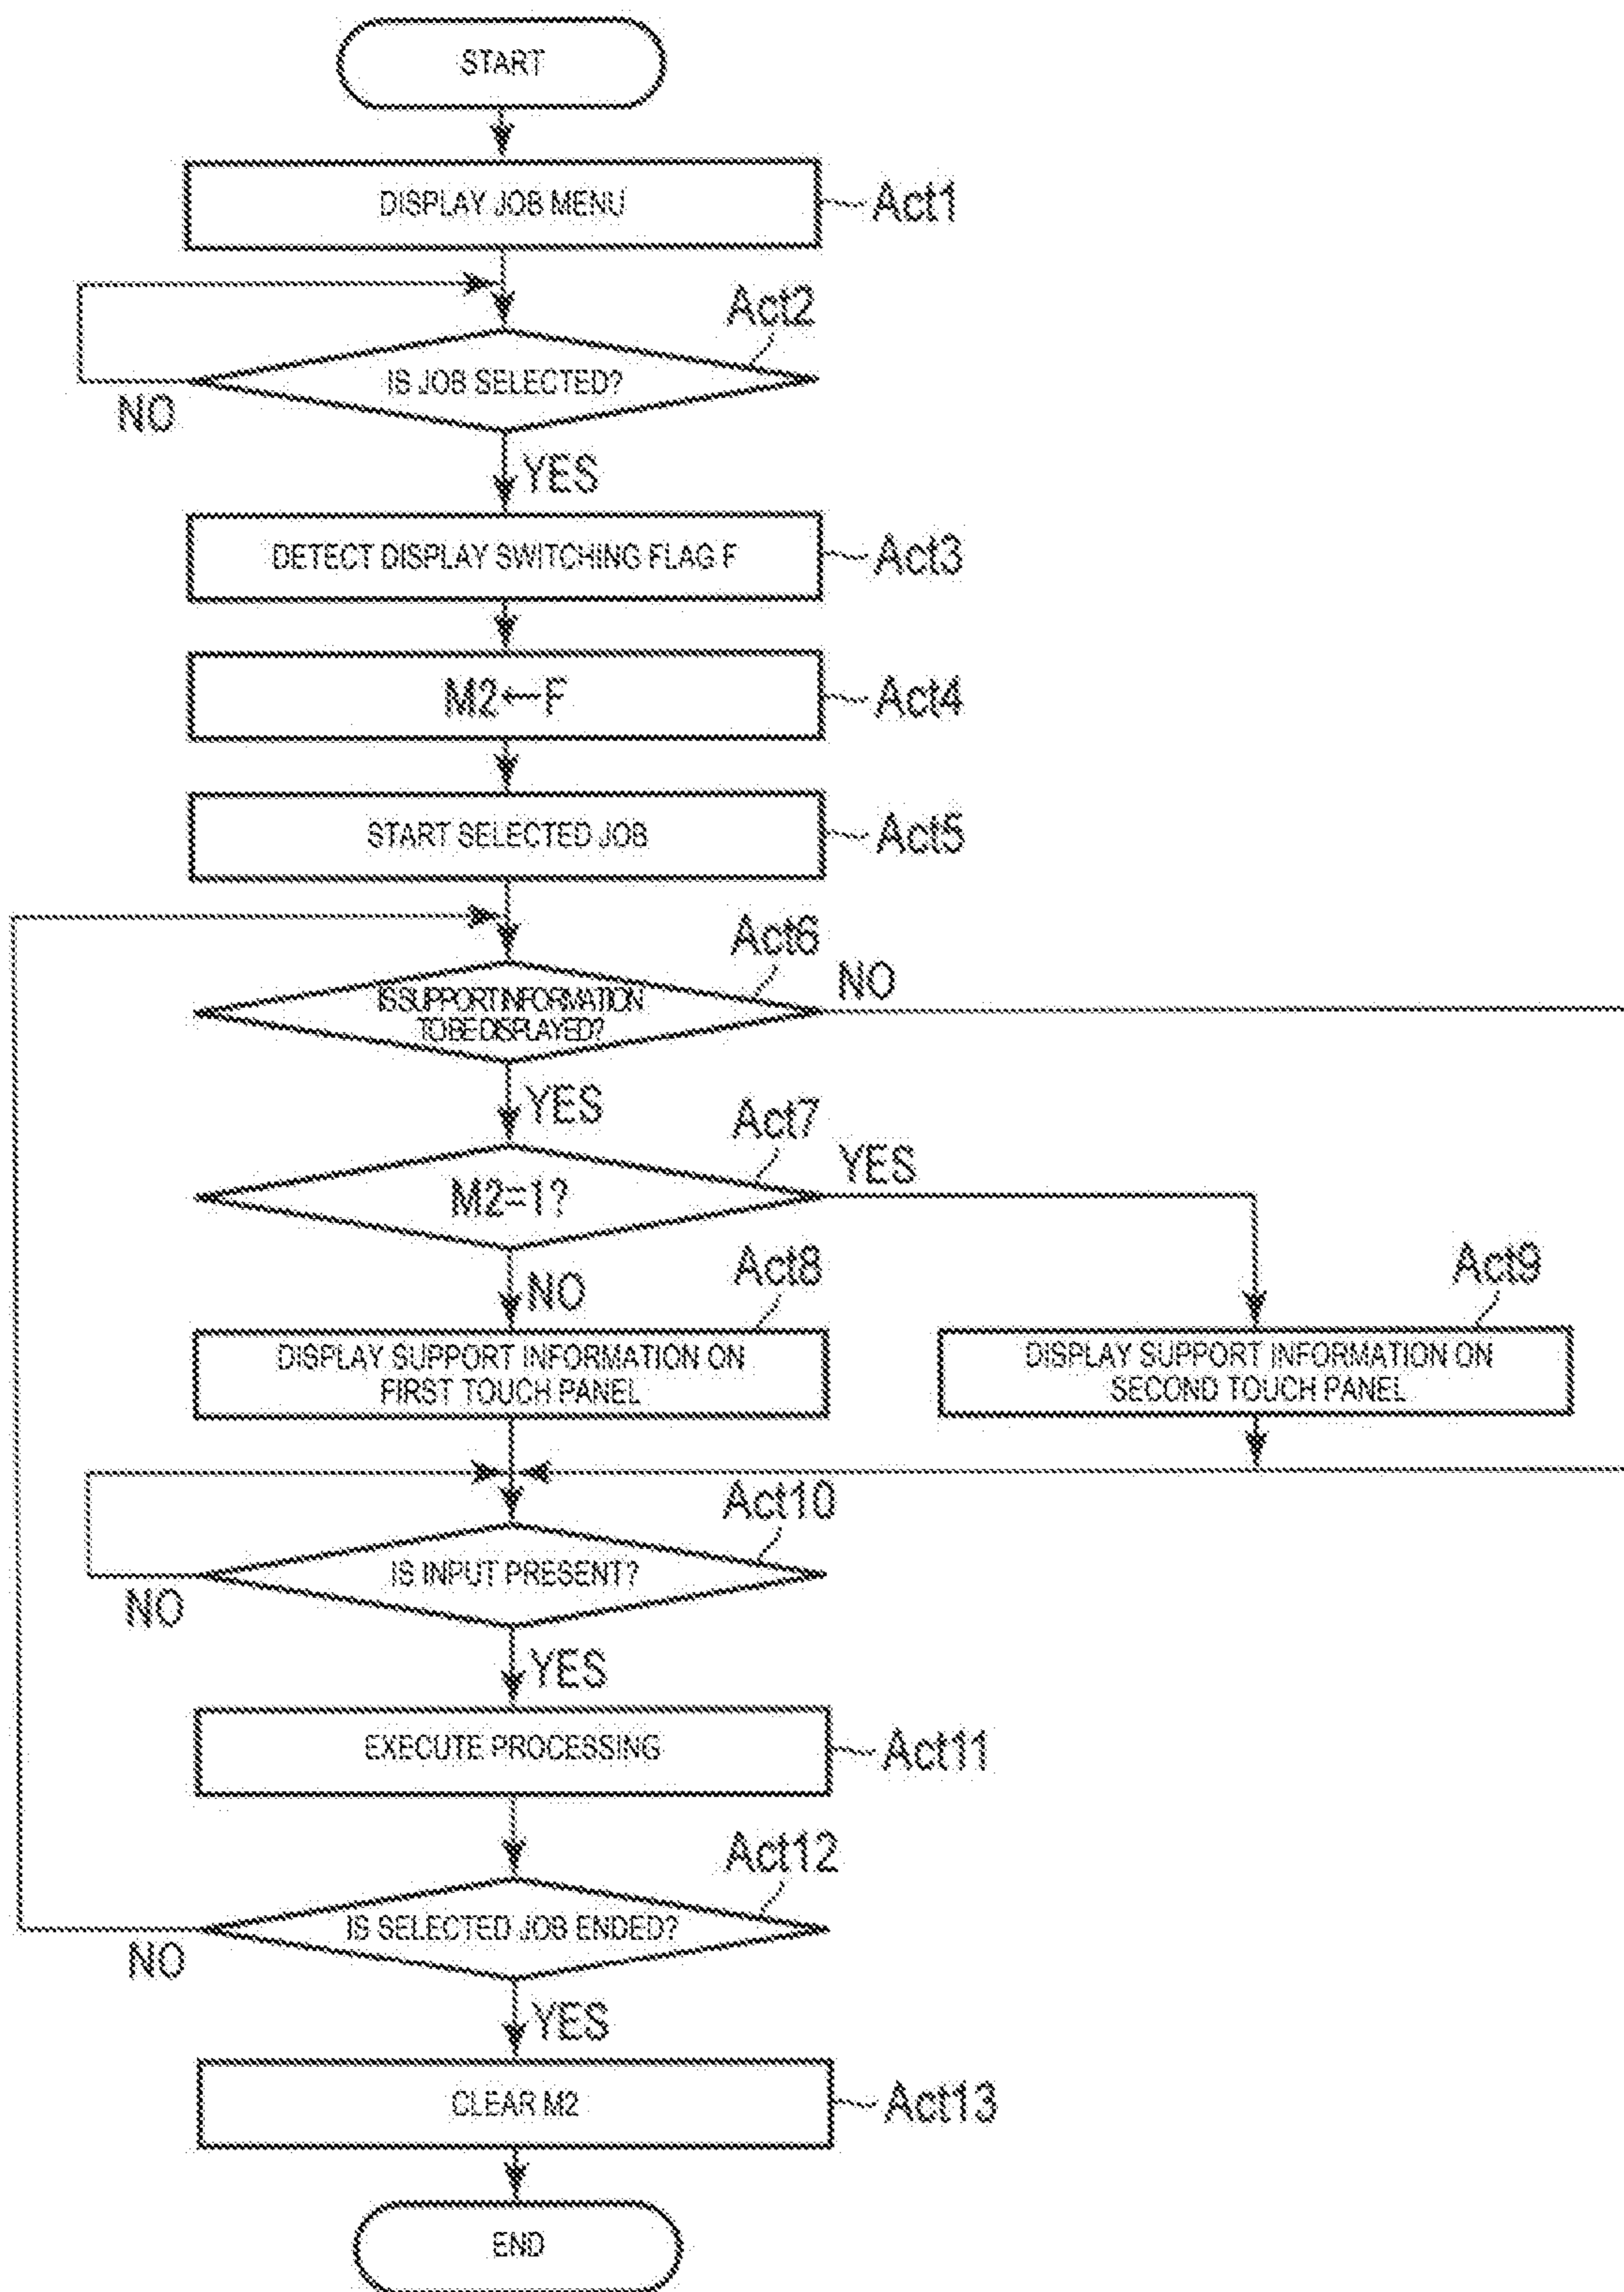 START
DISPLAY JOB MENU
Act1
Act2
IS JOB SELECTED?
NO
YES
DETECT DISPLAY SWITCHING FLAG F
Act3
M2←F
Act4
START SELECTED JOB
Act5
Act6
IS SUPPORT INFORMATION
TO BE DISPLAYED?
NO
YES
Act7
M2=1?
YES
NO
Act8
DISPLAY SUPPORT INFORMATION ON
FIRST TOUCH PANEL
Act9
DISPLAY SUPPORT INFORMATION ON
SECOND TOUCH PANEL
Act10
IS INPUT PRESENT?
NO
YES
EXECUTE PROCESSING
Act11
Act12
IS SELECTED JOB ENDED?
NO
YES
CLEAR M2
Act13
END